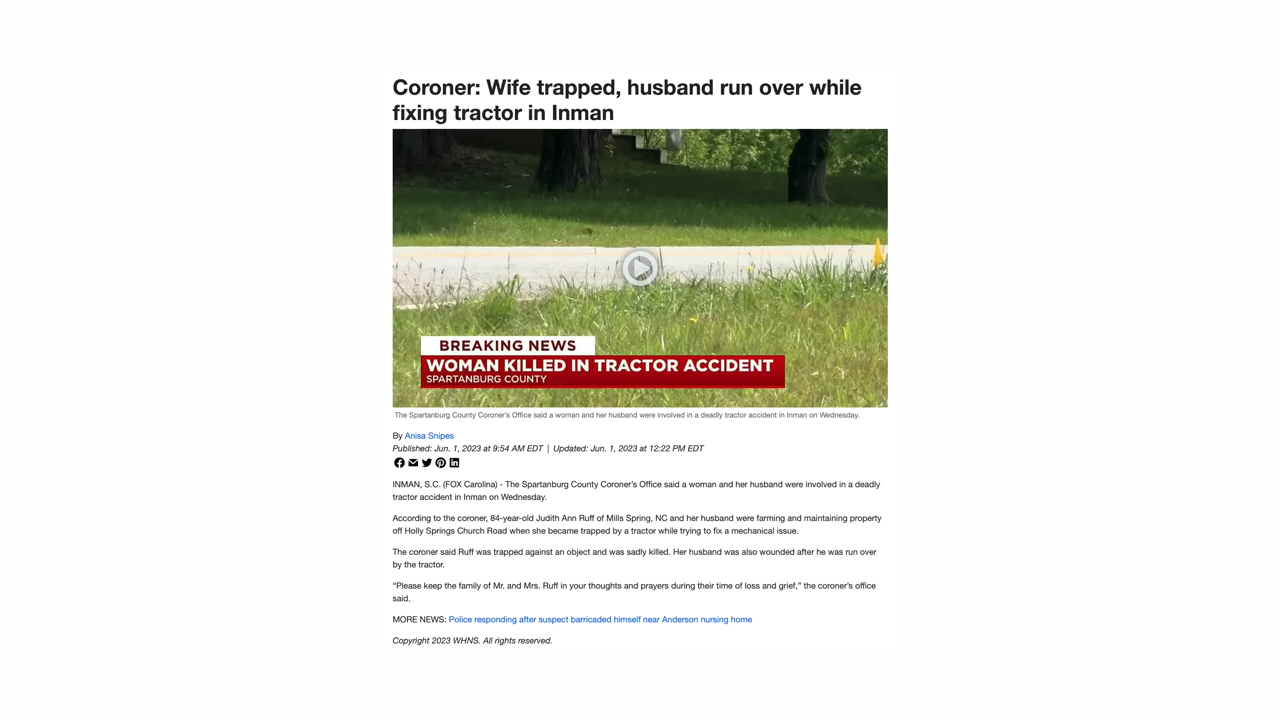 Coroner: Wife trapped, husband run over while
fixing tractor in Inman
BREAKING NEWS
WOMAN KILLED IN TRACTOR ACCIDENT
SPARTANBURG COUNTY
The Spartanburg County Coroner's Office said a woman and her husband were involved in a deadly tractor accident in Inman on Wednesday.
By Anisa Snipes
Published: Jun. 1, 2023 at 9:54 AM EDT | Updated: Jun. 1, 2023 at 12:22 PM EDT
INMAN, S.C. (FOX Carolina) - The Spartanburg County Coroner's Office said a woman and her husband were involved in a deadly
tractor accident in Inman on Wednesday.
According to the coroner, 84-year-old Judith Ann Ruff of Mills Spring, NC and her husband were farming and maintaining property
off Holly Springs Church Road when she became trapped by a tractor while trying to fix a mechanical issue.
The coroner said Ruff was trapped against an object and was sadly killed. Her husband was also wounded after he was run over
by the tractor.
“Please keep the family of Mr. and Mrs. Ruff in your thoughts and prayers during their time of loss and grief,” the coroner's office
said.
MORE NEWS: Police responding after suspect barricaded himself near Anderson nursing home
Copyright 2023 WHNS. All rights reserved.